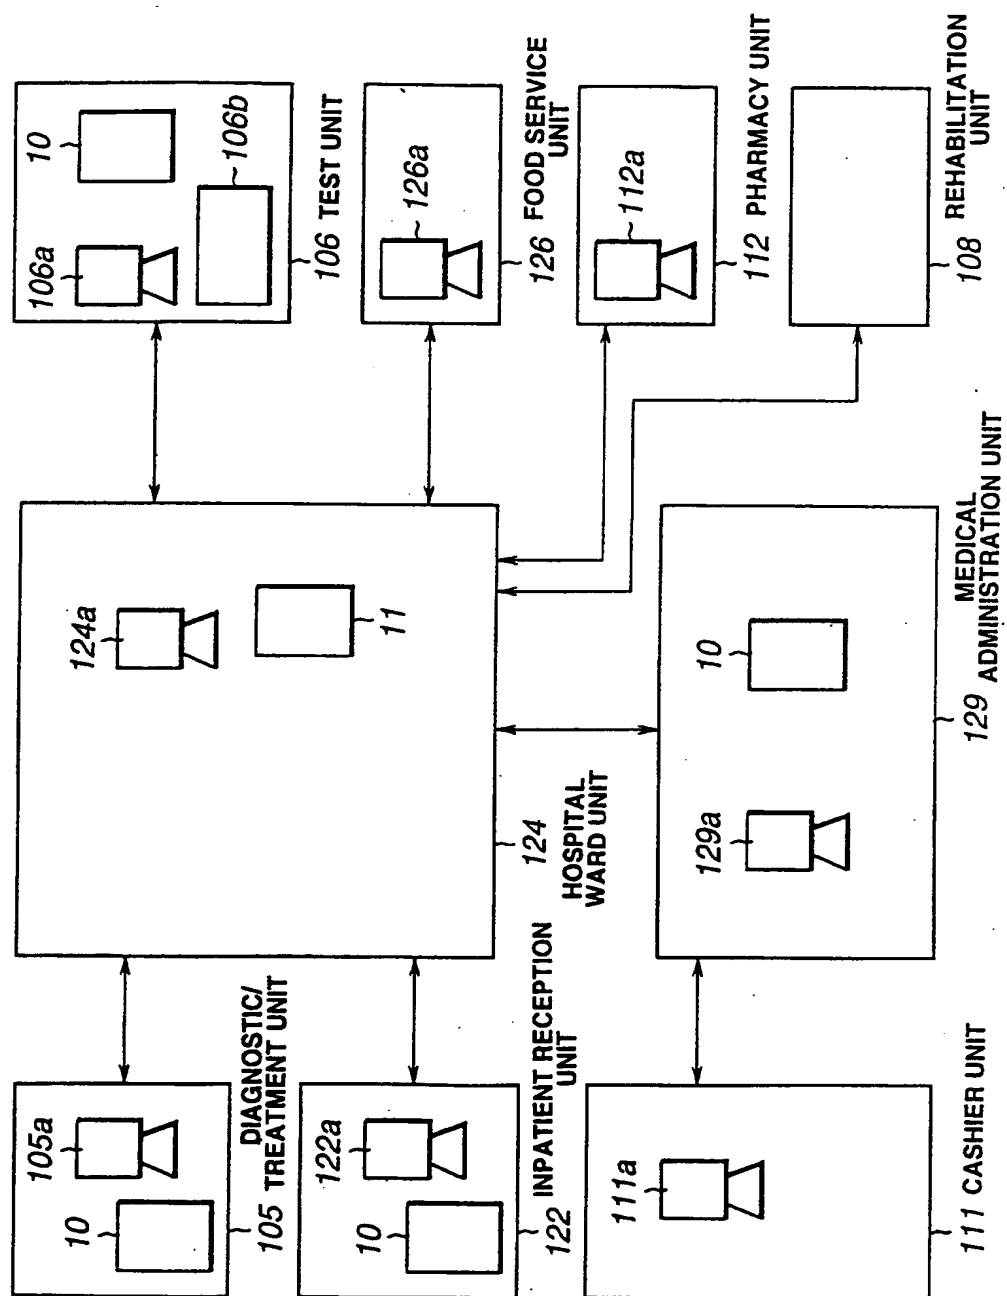 10
105a
105 DIAGNOSTIC/
TREATMENT UNIT
10
122a
122 INPATIENT RECEPTION
UNIT
111a
111 CASHIER UNIT
124a
11
124 HOSPITAL
WARD UNIT
129a
10
129 MEDICAL
ADMINISTRATION UNIT
106a
10
106b
106 TEST UNIT
126a
126 FOOD SERVICE
UNIT
112a
112 PHARMACY UNIT
108 REHABILITATION
UNIT